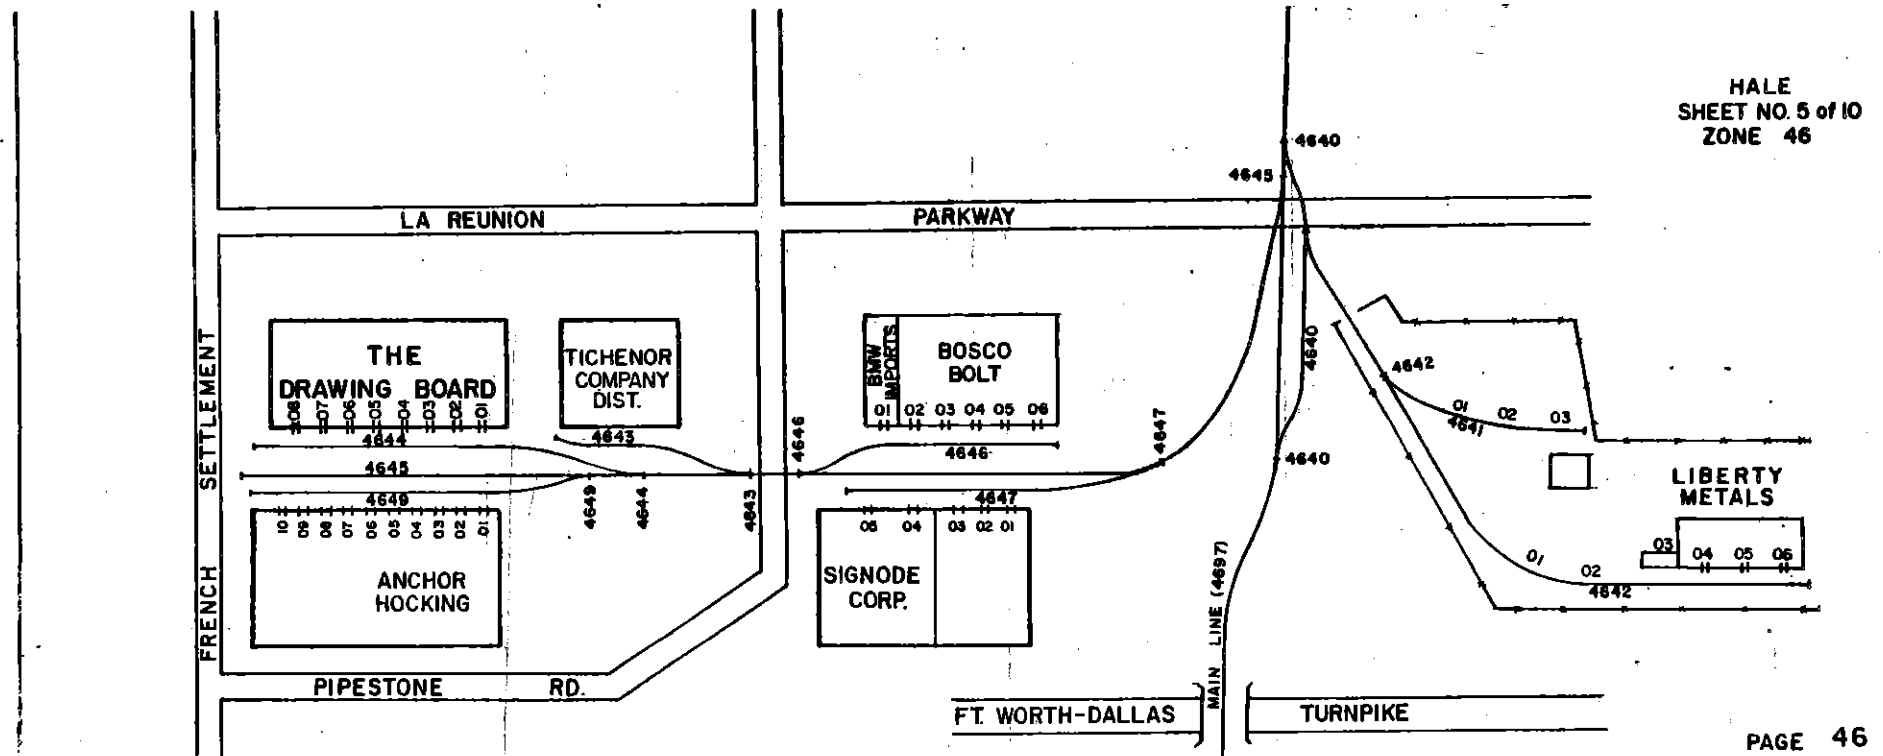 HALE
SHEET NO. 5 of 10
ZONE 46
4640
4645
LA REUNION
PARKWAY
FRENCH SETTLEMENT
THE
DRAWING BOARD
08 07 06 05 04 03 02 01
4644
TICHENOR
COMPANY
DIST.
4643
4645
4649
4649
4644
4643
10 09 08 07 06 05 04 03 02 01
ANCHOR
HOCKING
4646
BMW
IMPORTS
BOSCO
BOLT
01 02 03 04 05 06
4646
4647
4647
05 04 03 02 01
SIGNODE
CORP.
4640
4640
4642
01 02 03
4641
LIBERTY
METALS
03 04 05 06
01 02
4642
MAIN LINE (4697)
PIPESTONE RD.
FT. WORTH-DALLAS
TURNPIKE
PAGE 46